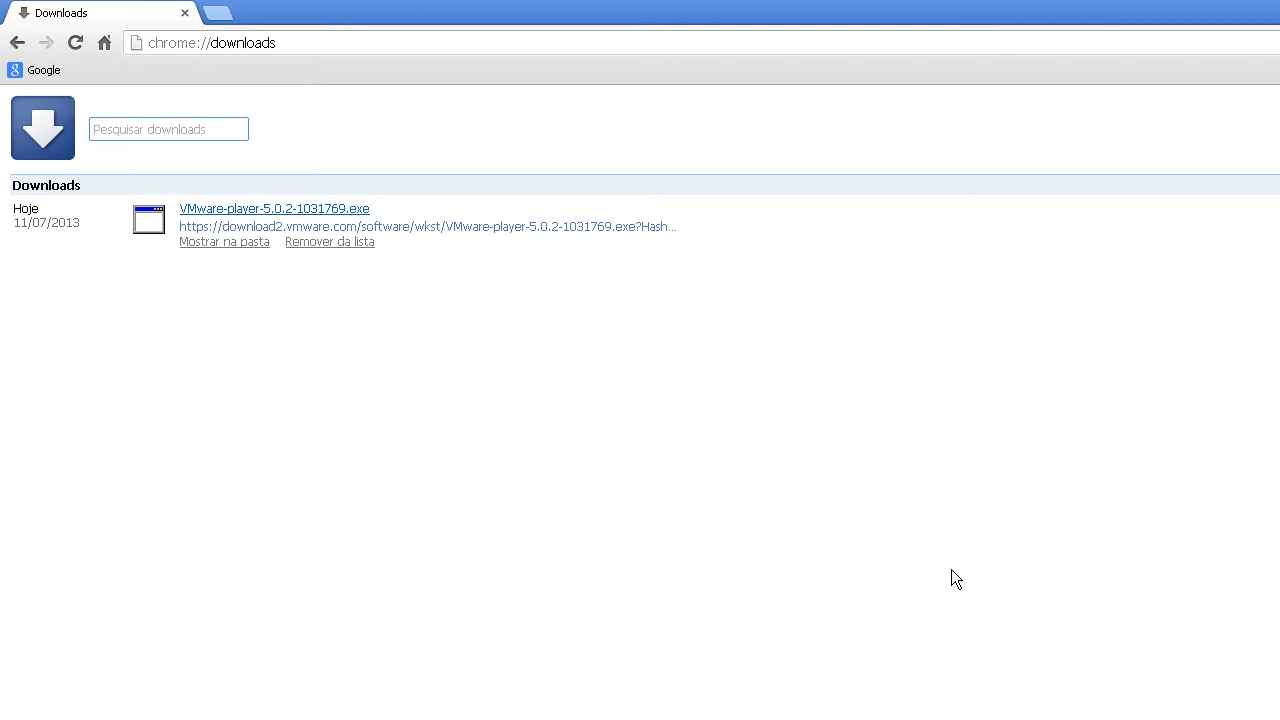 Downloads
chrome://downloads
Google
Pesquisar downloads
Downloads
Hoje
11/07/2013
VMware-player-5.0.2-1031769.exe
https://download2.vmware.com/software/wkst/VMware-player-5.0.2-1031769.exe?Hash...
Mostrar na pasta Remover da lista